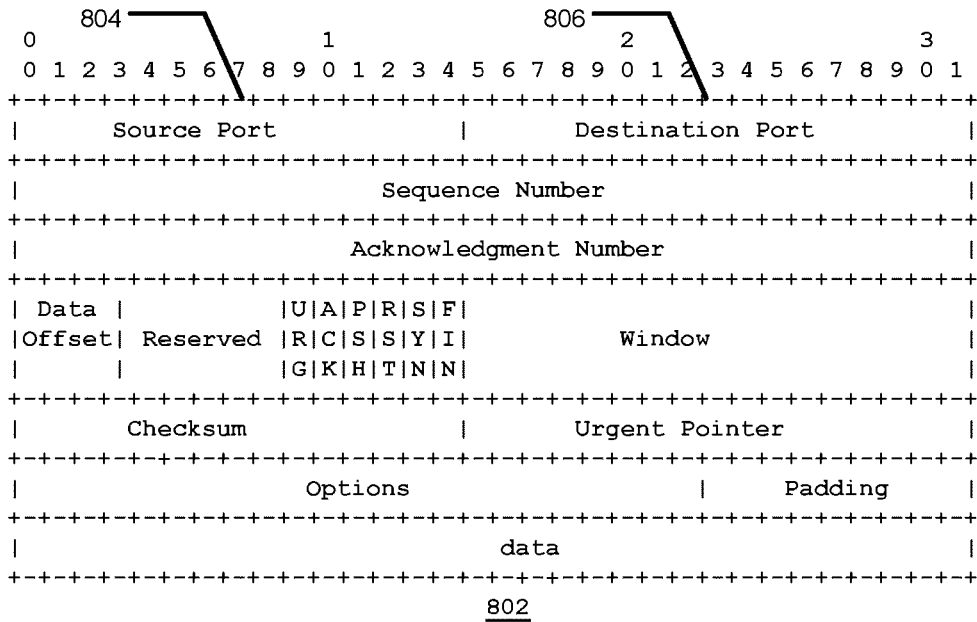 804 806
0                   1                   2                   3
0 1 2 3 4 5 6 7 8 9 0 1 2 3 4 5 6 7 8 9 0 1 2 3 4 5 6 7 8 9 0 1
+-+-+-+-+-+-+-+-+-+-+-+-+-+-+-+-+-+-+-+-+-+-+-+-+-+-+-+-+-+-+-+-+
| Source Port | Destination Port |
+-+-+-+-+-+-+-+-+-+-+-+-+-+-+-+-+-+-+-+-+-+-+-+-+-+-+-+-+-+-+-+-+
| Sequence Number |
+-+-+-+-+-+-+-+-+-+-+-+-+-+-+-+-+-+-+-+-+-+-+-+-+-+-+-+-+-+-+-+-+
| Acknowledgment Number |
+-+-+-+-+-+-+-+-+-+-+-+-+-+-+-+-+-+-+-+-+-+-+-+-+-+-+-+-+-+-+-+-+
| Data | |U|A|P|R|S|F| |
|Offset| Reserved |R|C|S|S|Y|I| Window |
| | |G|K|H|T|N|N| |
+-+-+-+-+-+-+-+-+-+-+-+-+-+-+-+-+-+-+-+-+-+-+-+-+-+-+-+-+-+-+-+-+
| Checksum | Urgent Pointer |
+-+-+-+-+-+-+-+-+-+-+-+-+-+-+-+-+-+-+-+-+-+-+-+-+-+-+-+-+-+-+-+-+
| Options | Padding |
+-+-+-+-+-+-+-+-+-+-+-+-+-+-+-+-+-+-+-+-+-+-+-+-+-+-+-+-+-+-+-+-+
| data |
+-+-+-+-+-+-+-+-+-+-+-+-+-+-+-+-+-+-+-+-+-+-+-+-+-+-+-+-+-+-+-+-+
802